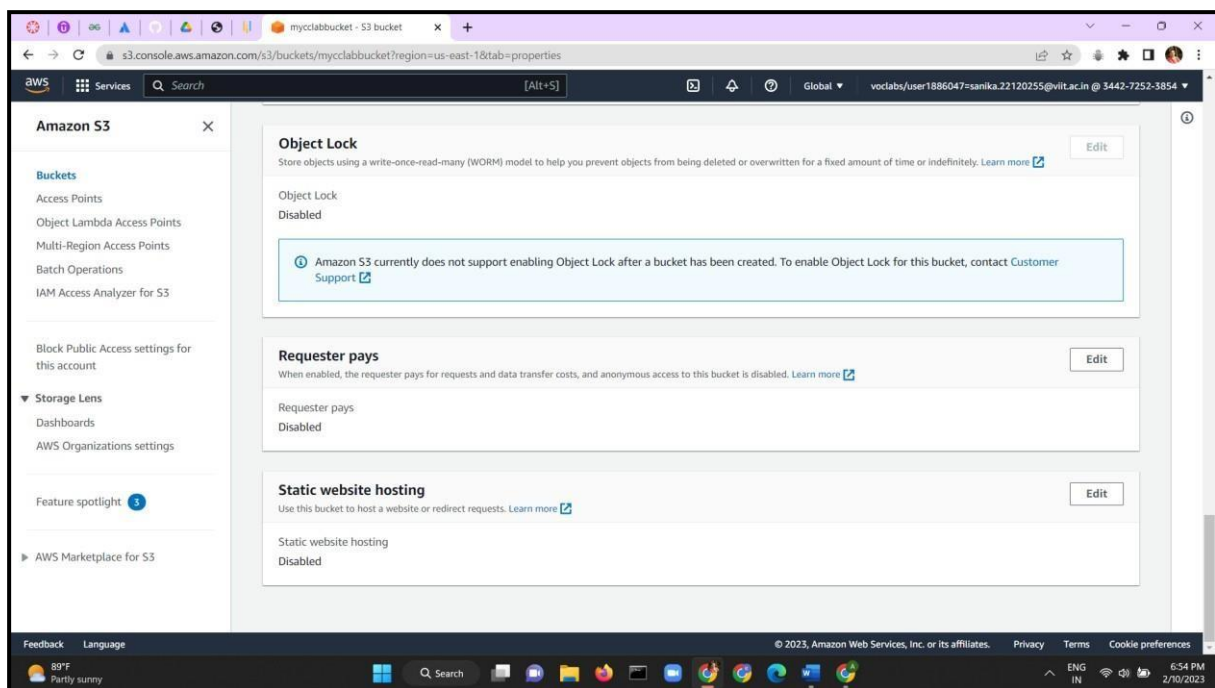 mycclabbucket - S3 bucket
s3.console.aws.amazon.com/s3/buckets/mycclabbucket?region=us-east-1&tab=properties
aws
Services
Search
[Alt+S]
Global
voclabs/user1886047=sanika.22120255@viit.ac.in @ 3442-7252-3854
Amazon S3
Buckets
Access Points
Object Lambda Access Points
Multi-Region Access Points
Batch Operations
IAM Access Analyzer for S3
Block Public Access settings for
this account
Storage Lens
Dashboards
AWS Organizations settings
Feature spotlight 3
AWS Marketplace for S3
Object Lock
Edit
Store objects using a write-once-read-many (WORM) model to help you prevent objects from being deleted or overwritten for a fixed amount of time or indefinitely. Learn more
Object Lock
Disabled
Amazon S3 currently does not support enabling Object Lock after a bucket has been created. To enable Object Lock for this bucket, contact Customer
Support
Requester pays
Edit
When enabled, the requester pays for requests and data transfer costs, and anonymous access to this bucket is disabled. Learn more
Requester pays
Disabled
Static website hosting
Edit
Use this bucket to host a website or redirect requests. Learn more
Static website hosting
Disabled
Feedback Language
© 2023, Amazon Web Services, Inc. or its affiliates. Privacy Terms Cookie preferences
89°F
Partly sunny
Search
ENG
IN
6:54 PM
2/10/2023